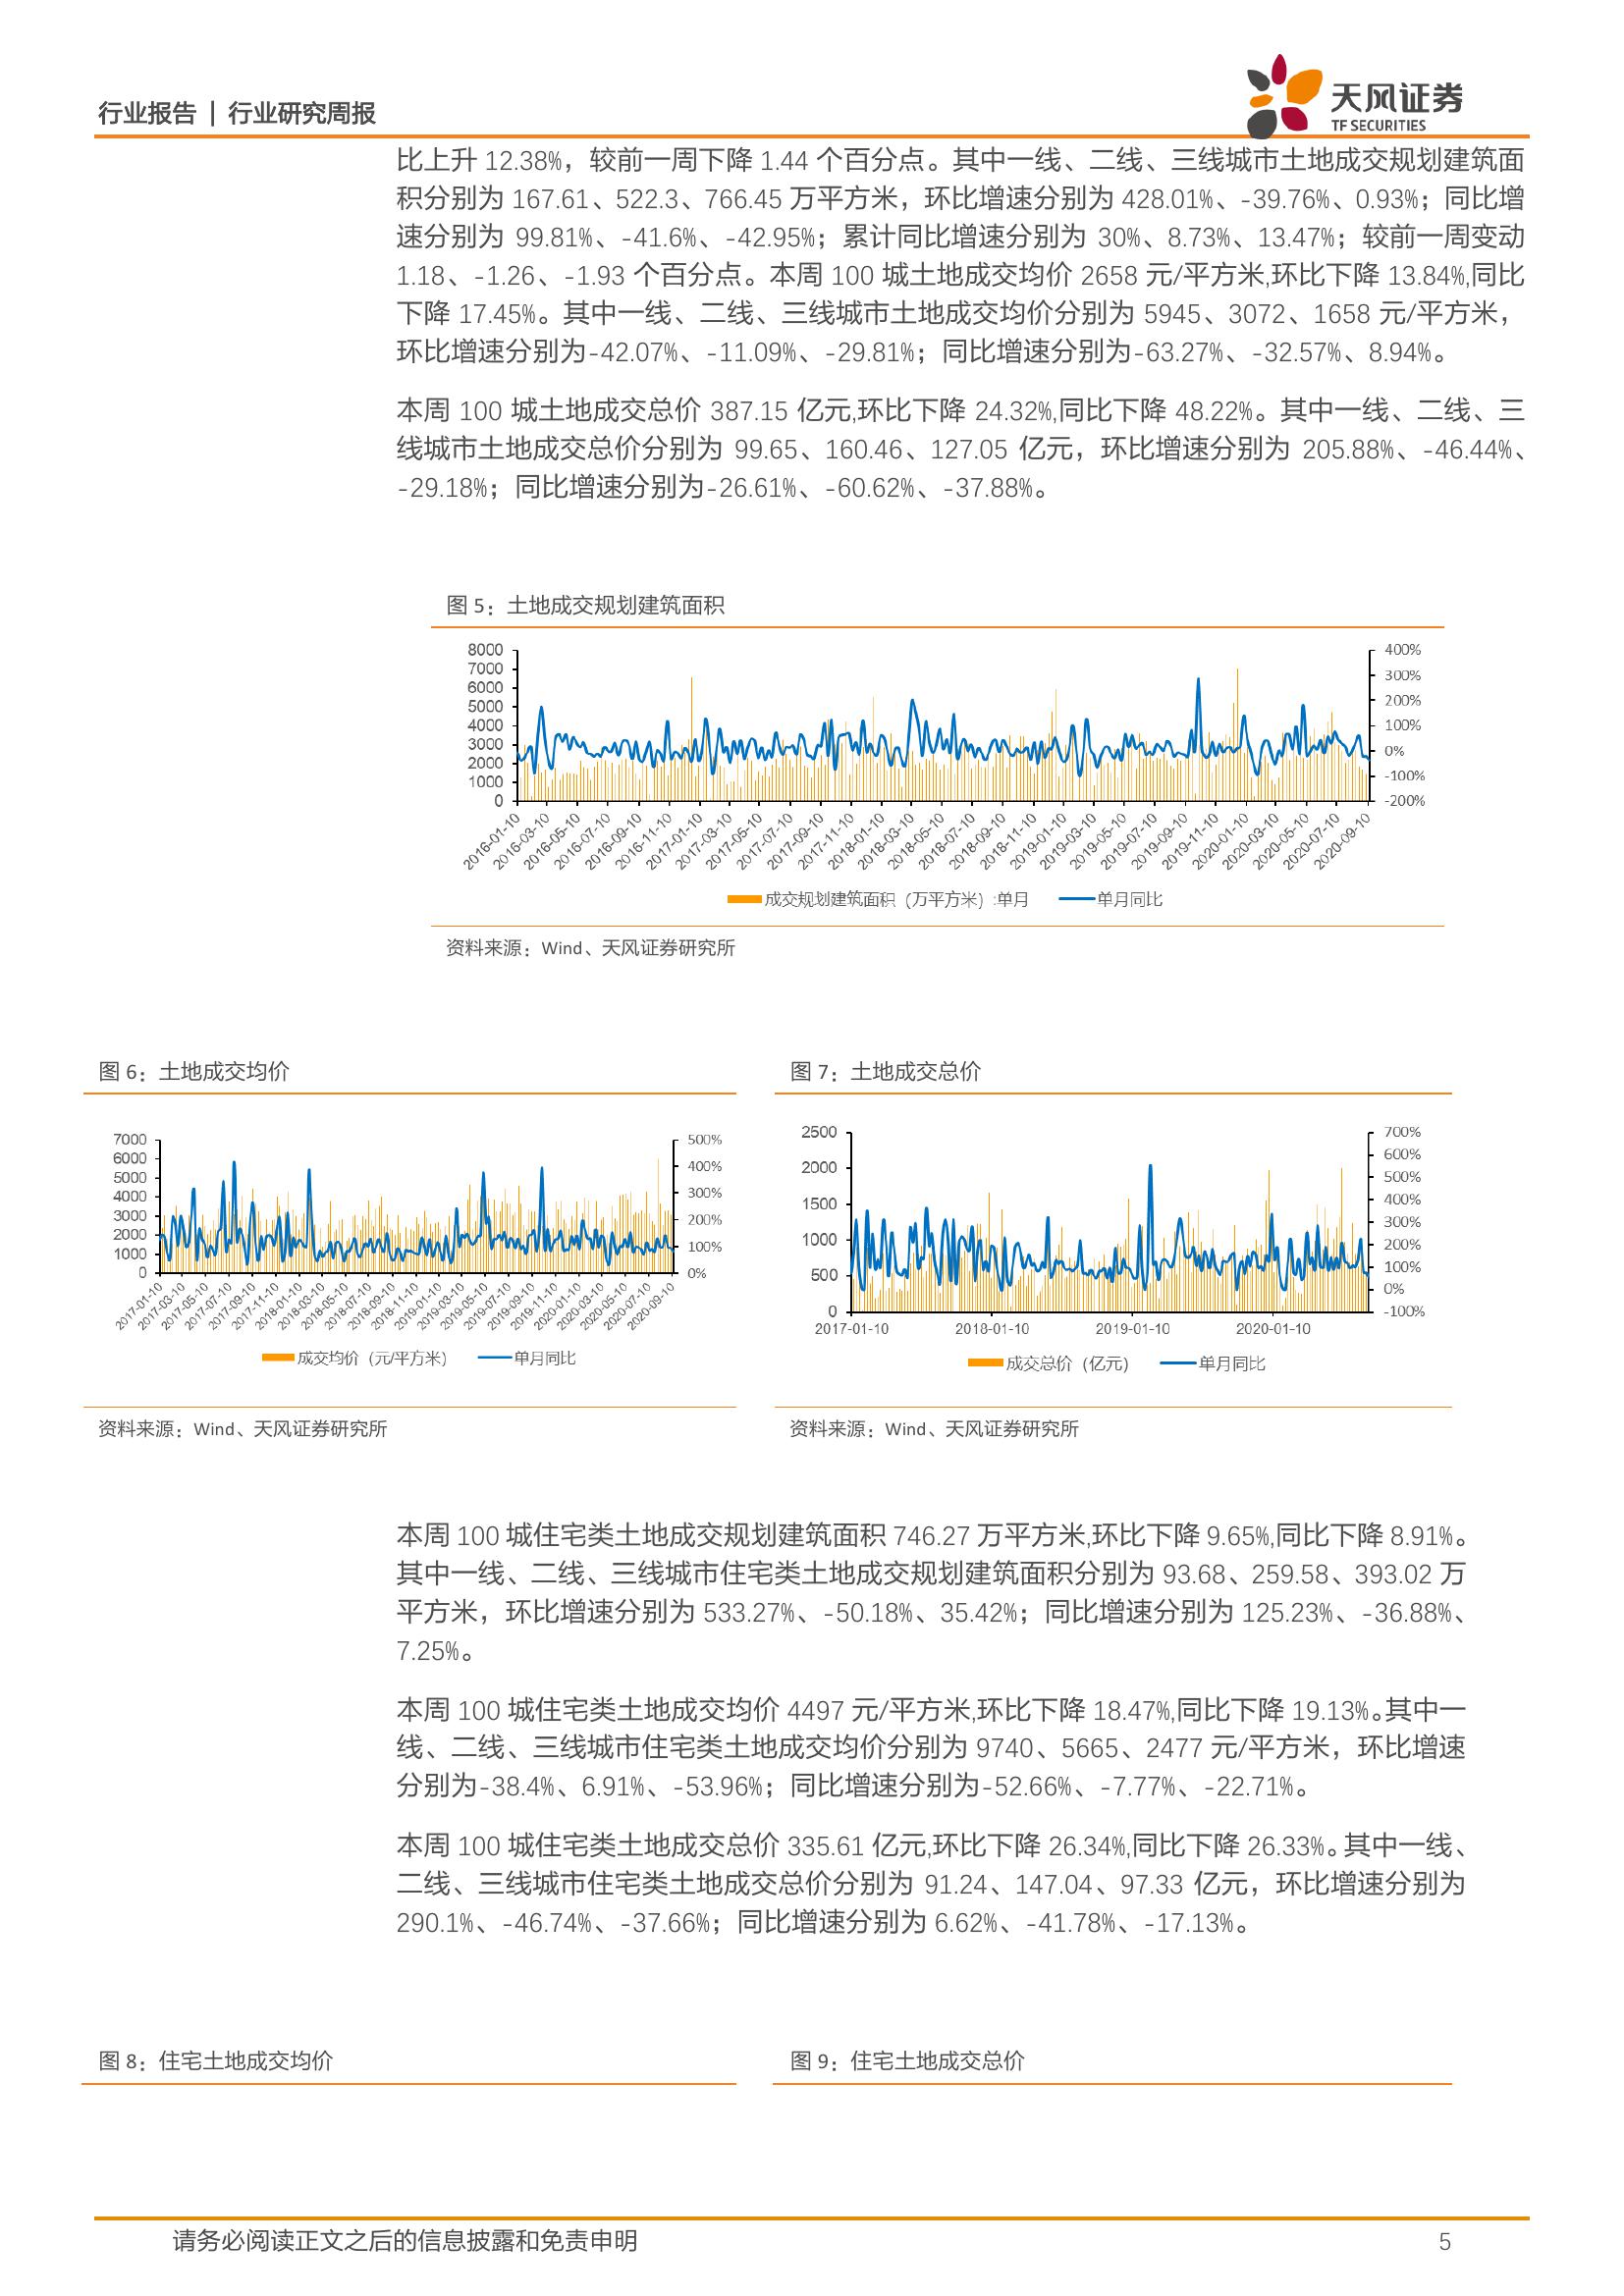 行业报告 | 行业研究周报
天风证券
TF SECURITIES
比上升 12.38%，较前一周下降 1.44 个百分点。其中一线、二线、三线城市土地成交规划建筑面
积分别为 167.61、522.3、766.45 万平方米，环比增速分别为 428.01%、-39.76%、0.93%；同比增
速分别为 99.81%、-41.6%、-42.95%；累计同比增速分别为 30%、8.73%、13.47%；较前一周变动
1.18、-1.26、-1.93 个百分点。本周 100 城土地成交均价 2658 元/平方米,环比下降 13.84%,同比
下降 17.45%。其中一线、二线、三线城市土地成交均价分别为 5945、3072、1658 元/平方米，
环比增速分别为-42.07%、-11.09%、-29.81%；同比增速分别为-63.27%、-32.57%、8.94%。
本周 100 城土地成交总价 387.15 亿元,环比下降 24.32%,同比下降 48.22%。其中一线、二线、三
线城市土地成交总价分别为 99.65、160.46、127.05 亿元，环比增速分别为 205.88%、-46.44%、
-29.18%；同比增速分别为-26.61%、-60.62%、-37.88%。
图 5：土地成交规划建筑面积
8000 400%
7000 300%
6000 200%
5000 100%
4000 0%
3000 -100%
2000 -200%
1000
0
2016-01-10 2016-03-10 2016-05-10 2016-07-10 2016-09-10 2016-11-10 2017-01-10 2017-03-10 2017-05-10 2017-07-10 2017-09-10 2017-11-10 2018-01-10 2018-03-10 2018-05-10 2018-07-10 2018-09-10 2018-11-10 2019-01-10 2019-03-10 2019-05-10 2019-07-10 2019-09-10 2019-11-10 2020-01-10 2020-03-10 2020-05-10 2020-07-10 2020-09-10
成交规划建筑面积（万平方米）:单月 单月同比
资料来源：Wind、天风证券研究所
图 6：土地成交均价
7000 500%
6000 400%
5000 300%
4000 200%
3000 100%
2000 0%
1000
0
2017-01-10 2017-03-10 2017-05-10 2017-07-10 2017-09-10 2017-11-10 2018-01-10 2018-03-10 2018-05-10 2018-07-10 2018-09-10 2018-11-10 2019-01-10 2019-03-10 2019-05-10 2019-07-10 2019-09-10 2019-11-10 2020-01-10 2020-03-10 2020-05-10 2020-07-10 2020-09-10
成交均价（元/平方米） 单月同比
资料来源：Wind、天风证券研究所
图 7：土地成交总价
2500 700%
2000 600%
1500 500%
1000 400%
500 300%
0 200%
100%
0%
-100%
2017-01-10 2018-01-10 2019-01-10 2020-01-10
成交总价（亿元） 单月同比
资料来源：Wind、天风证券研究所
本周 100 城住宅类土地成交规划建筑面积 746.27 万平方米,环比下降 9.65%,同比下降 8.91%。
其中一线、二线、三线城市住宅类土地成交规划建筑面积分别为 93.68、259.58、393.02 万
平方米，环比增速分别为 533.27%、-50.18%、35.42%；同比增速分别为 125.23%、-36.88%、
7.25%。
本周 100 城住宅类土地成交均价 4497 元/平方米,环比下降 18.47%,同比下降 19.13%。其中一
线、二线、三线城市住宅类土地成交均价分别为 9740、5665、2477 元/平方米，环比增速
分别为-38.4%、6.91%、-53.96%；同比增速分别为-52.66%、-7.77%、-22.71%。
本周 100 城住宅类土地成交总价 335.61 亿元,环比下降 26.34%,同比下降 26.33%。其中一线、
二线、三线城市住宅类土地成交总价分别为 91.24、147.04、97.33 亿元，环比增速分别为
290.1%、-46.74%、-37.66%；同比增速分别为 6.62%、-41.78%、-17.13%。
图 8：住宅土地成交均价
图 9：住宅土地成交总价
请务必阅读正文之后的信息披露和免责申明
5